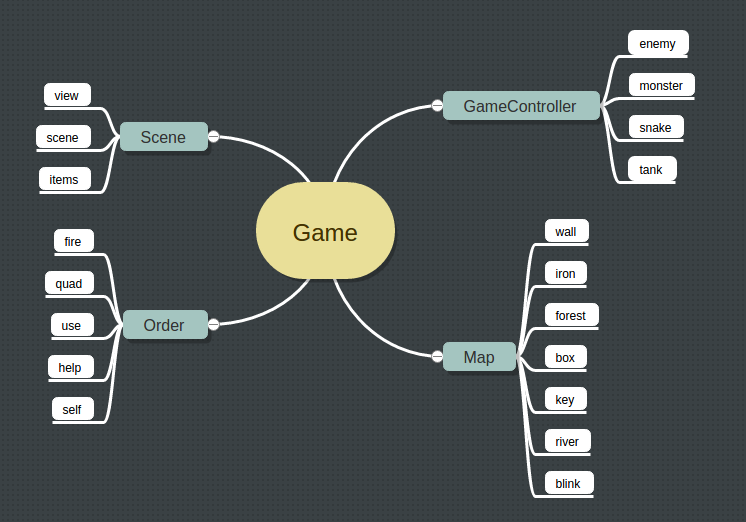 Game
Scene
view
scene
items
Order
fire
quad
use
help
self
GameController
enemy
monster
snake
tank
Map
wall
iron
forest
box
key
river
blink